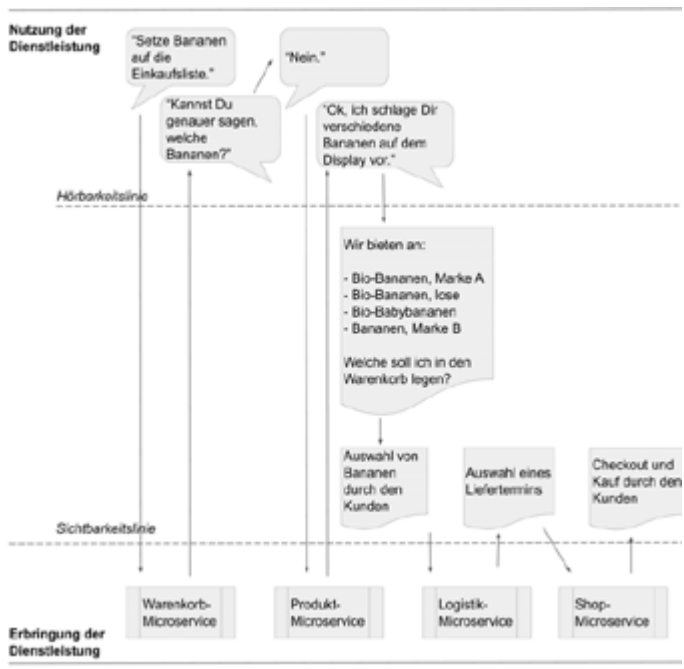 Nutzung der
Dienstleistung
"Setze Bananen
auf die
Einkaufsliste."
"Kannst Du
genauer sagen,
welche
Bananen?"
"Nein."
"Ok, ich schlage Dir
verschiedene
Bananen auf dem
Display vor."
Hörbarkeitslinie
Wir bieten an:
- Bio-Bananen, Marke A
- Bio-Bananen, lose
- Bio-Babybananen
- Bananen, Marke B
Welche soll ich in den
Warenkorb legen?
Auswahl von
Bananen
durch den
Kunden
Auswahl eines
Liefertermins
Checkout und
Kauf durch den
Kunden
Sichtbarkeitslinie
Warenkorb-
Microservice
Produkt-
Microservice
Logistik-
Microservice
Shop-
Microservice
Erbringung der
Dienstleistung